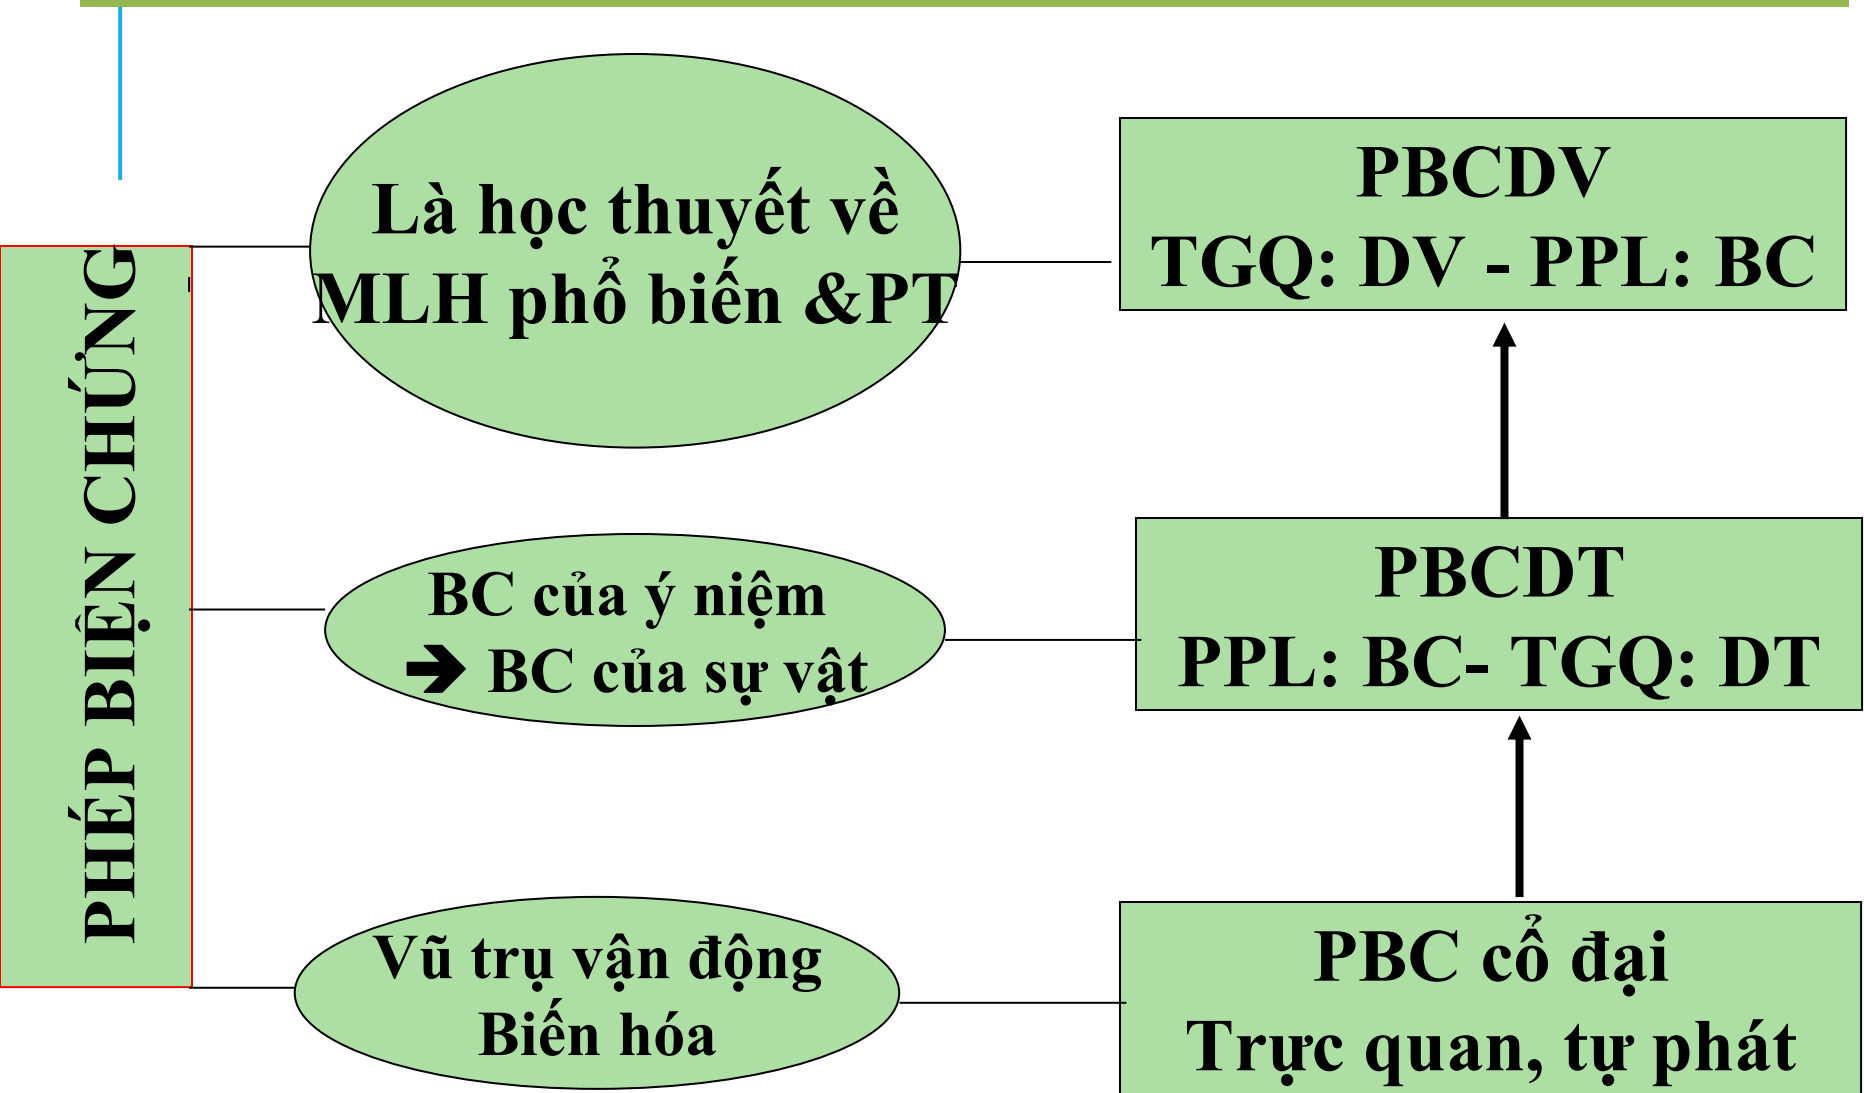 PHÉP BIỆN CHỨNG
Là học thuyết về
MLH phổ biến &PT
PBCDV
TGQ: DV - PPL: BC
BC của ý niệm
➔ BC của sự vật
PBCDT
PPL: BC- TGQ: DT
Vũ trụ vận động
Biến hóa
PBC cổ đại
Trực quan, tự phát